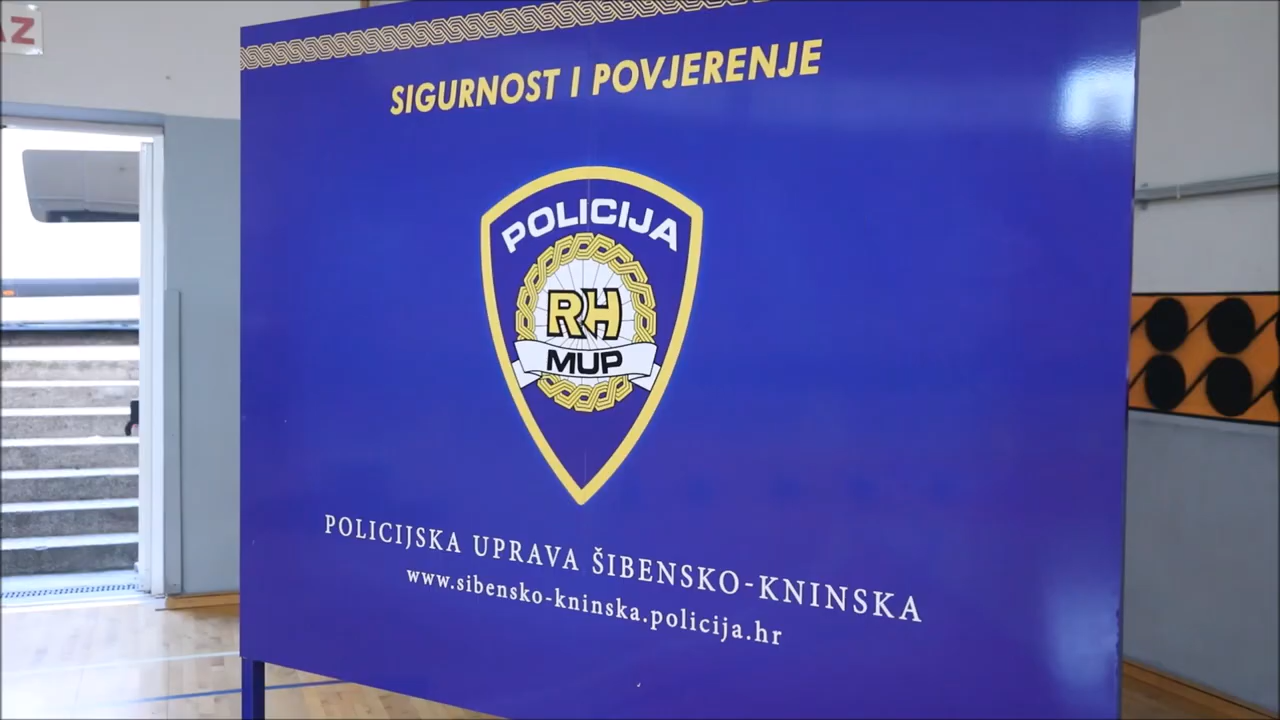 SIGURNOST I POVJERENJE
POLICIJA
RH
MUP
POLICIJSKA UPRAVA ŠIBENSKO-KNINSKA
www.sibensko-kninska.policija.hr